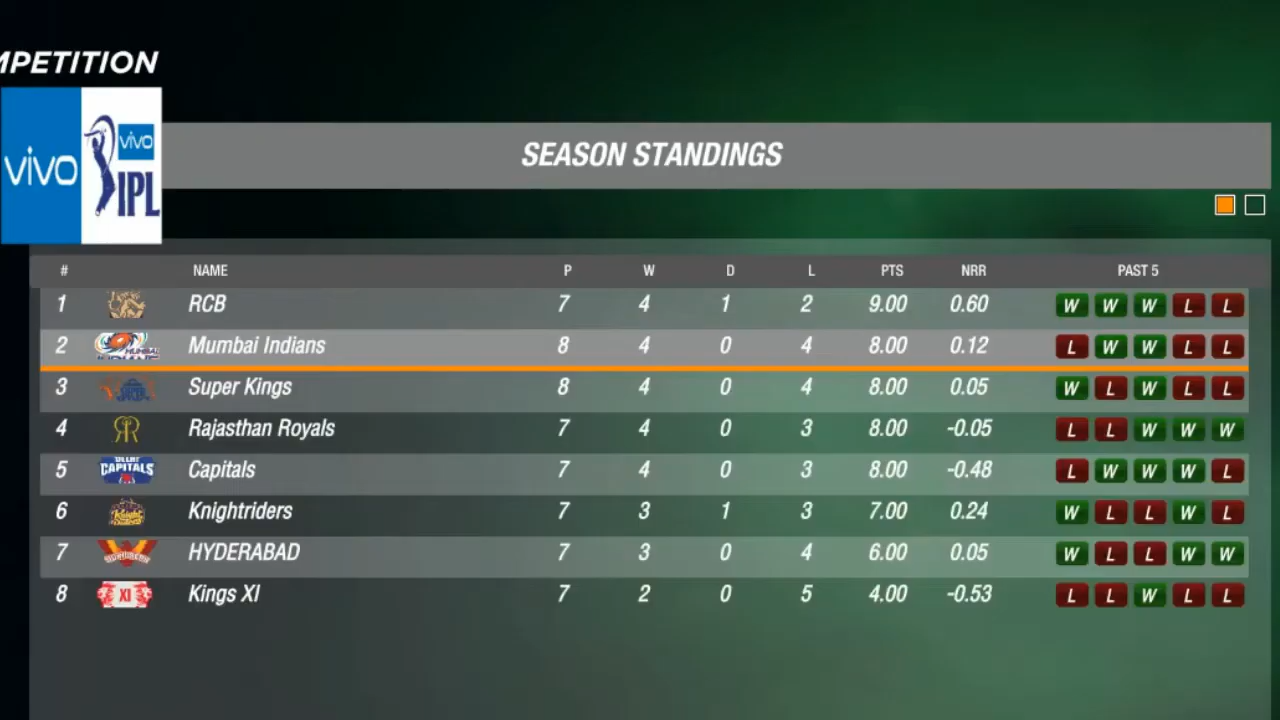 MPETITION
vivo
vivo
IPL
SEASON STANDINGS
# NAME P W D L PTS NRR PAST 5
1 RCB 7 4 1 2 9.00 0.60 W W W L L
2 Mumbai Indians 8 4 0 4 8.00 0.12 L W W L L
3 Super Kings 8 4 0 4 8.00 0.05 W L W L L
4 Rajasthan Royals 7 4 0 3 8.00 -0.05 L L W W W
5 CAPITALS Capitals 7 4 0 3 8.00 -0.48 L W W W L
6 Knightriders 7 3 1 3 7.00 0.24 W L L W L
7 HYDERABAD 7 3 0 4 6.00 0.05 W L L W W
8 XI Kings XI 7 2 0 5 4.00 -0.53 L L W L L